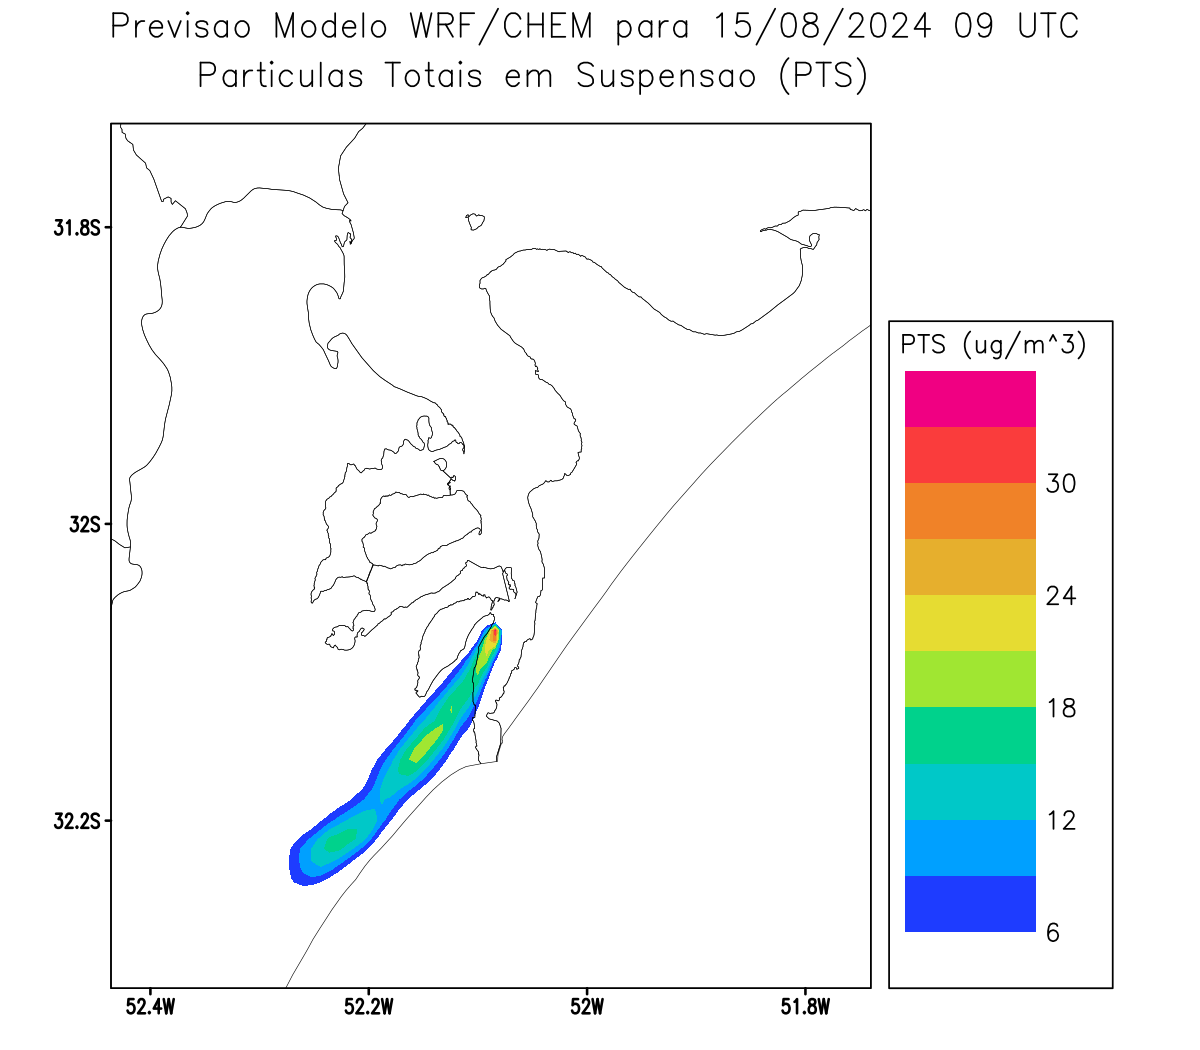 Previsao Modelo WRF/CHEM para 15/08/2024 09 UTC
Particulas Totais em Suspensao (PTS)
31.8S
32S
32.2S
52.4W
52.2W
52W
51.8W
PTS (ug/m^3)
30
24
18
12
6